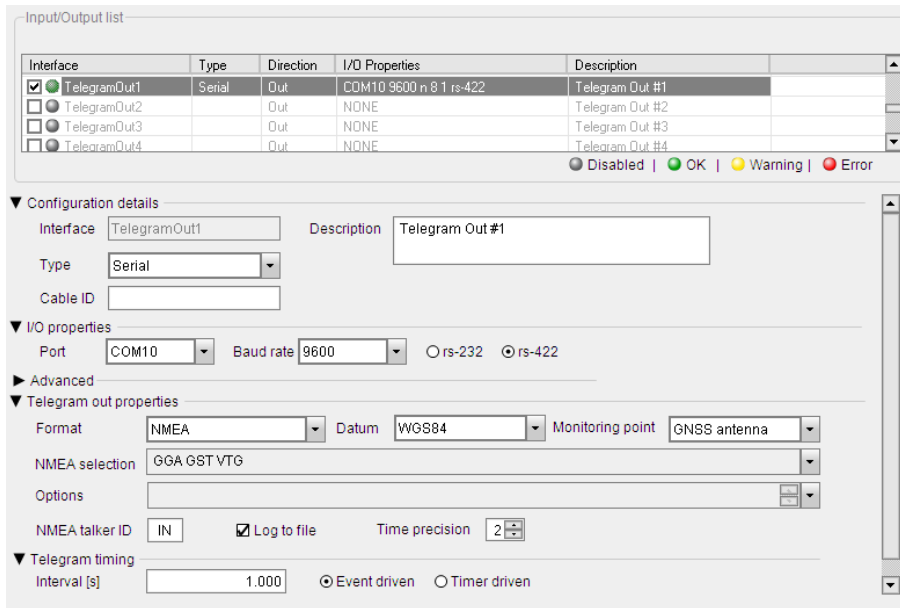 Input/Output list
Interface Type Direction I/O Properties Description
TelegramOut1 Serial Out COM10 9600 n 8 1 rs-422 Telegram Out #1
TelegramOut2 Out NONE Telegram Out #2
TelegramOut3 Out NONE Telegram Out #3
TelegramOut4 Out NONE Telegram Out #4
Disabled | OK | Warning | Error
Configuration details
Interface TelegramOut1 Description Telegram Out #1
Type Serial
Cable ID
I/O properties
Port COM10 Baud rate 9600 rs-232 rs-422
Advanced
Telegram out properties
Format NMEA Datum WGS84 Monitoring point GNSS antenna
NMEA selection GGA GST VTG
Options
NMEA talker ID IN Log to file Time precision 2
Telegram timing
Interval [s] 1.000 Event driven Timer driven